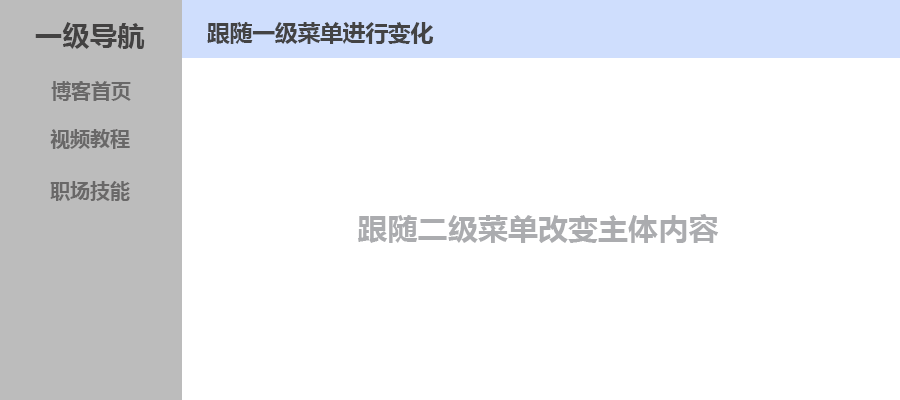 一级导航
博客首页
视频教程
职场技能
跟随一级菜单进行变化
跟随二级菜单改变主体内容